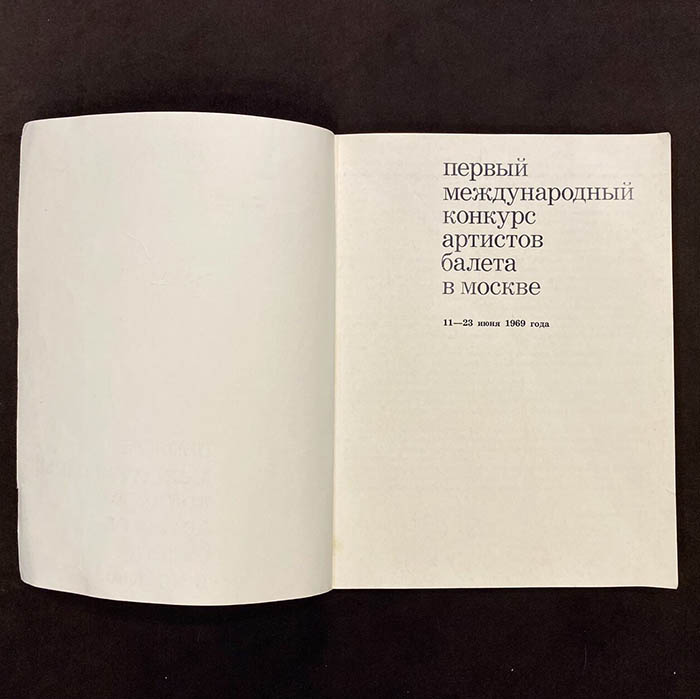 первый
международный
конкурс
артистов
балета
в москве
11—23 июня 1969 года